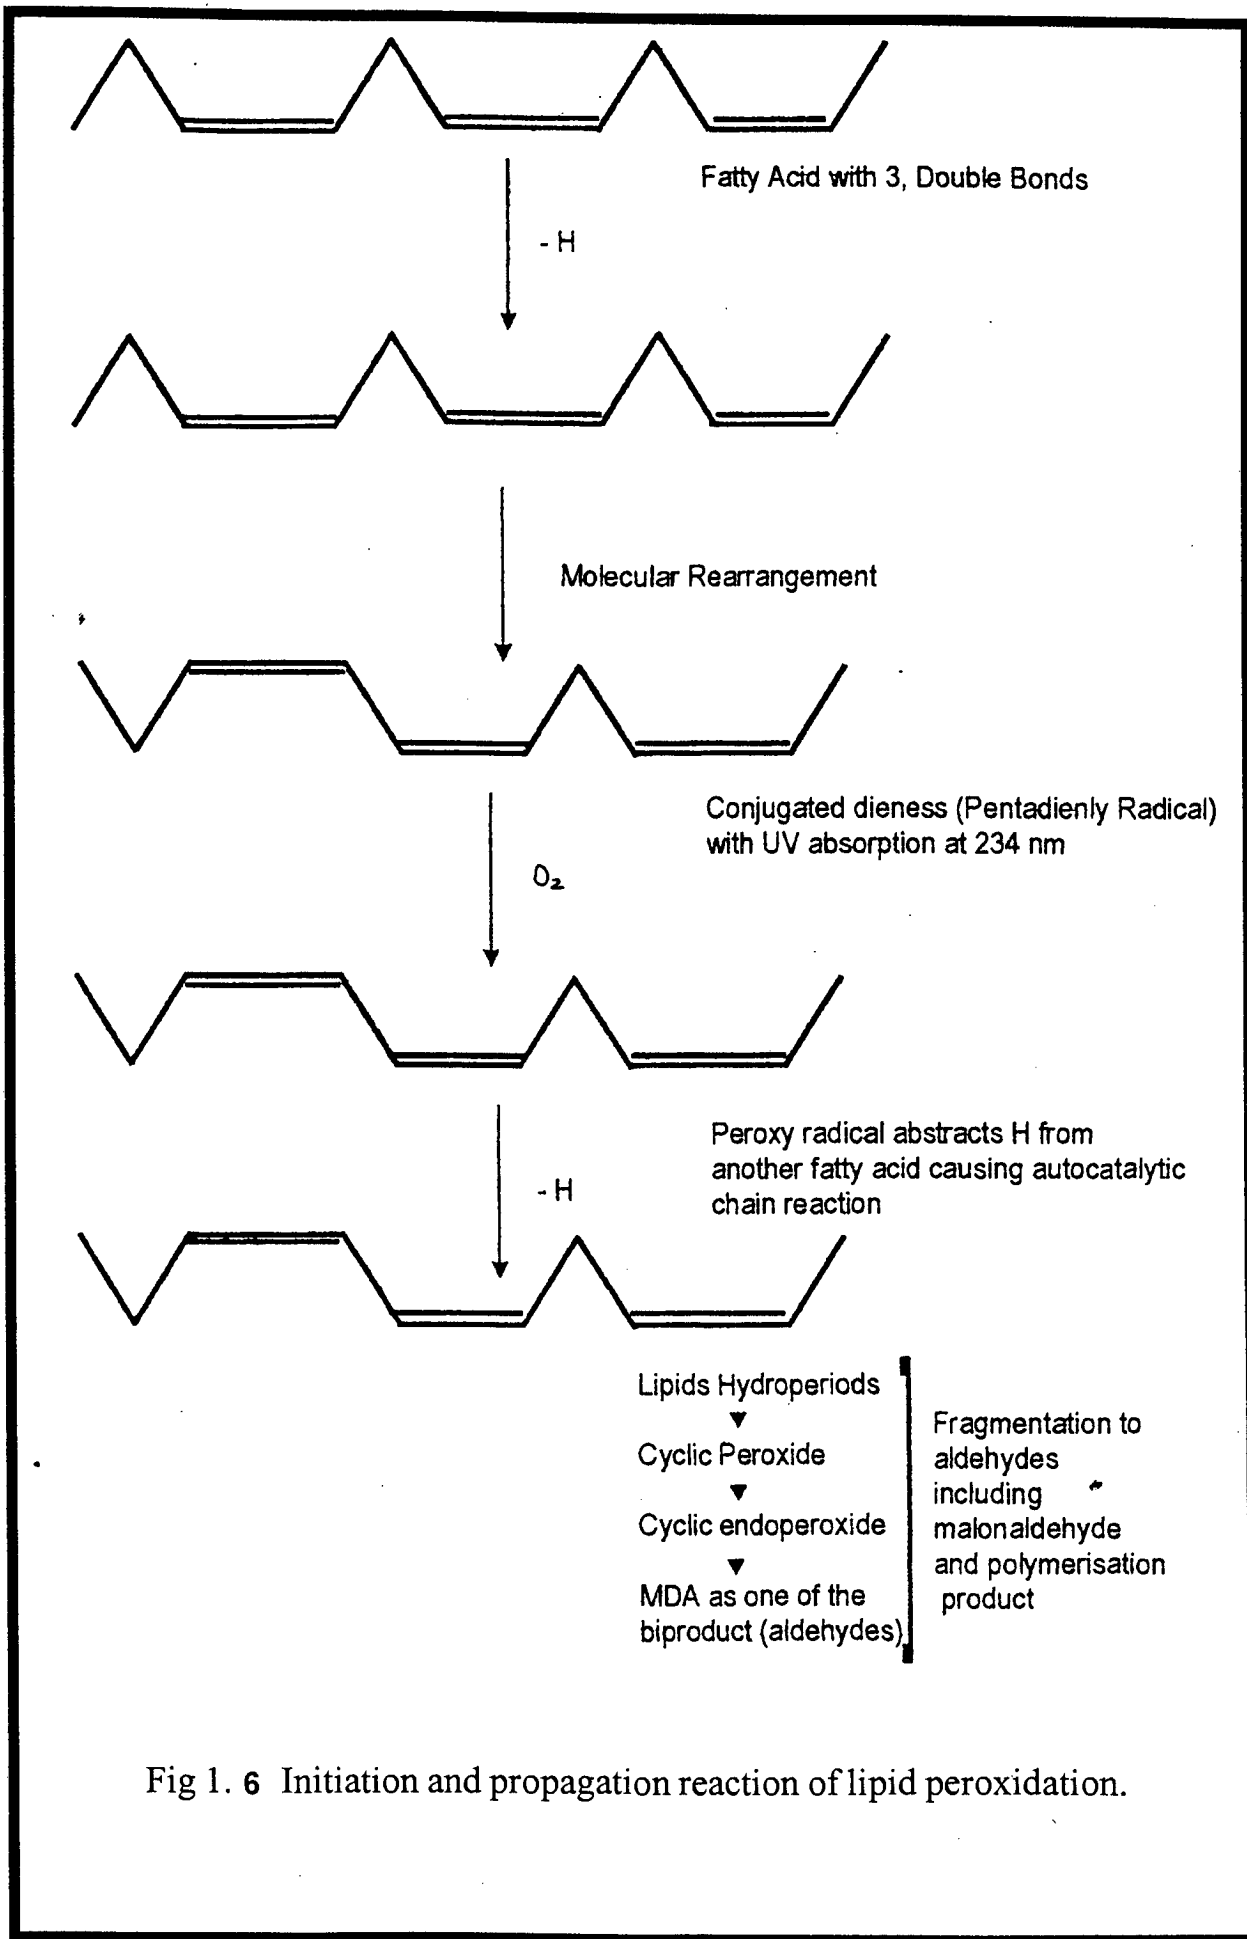 Fatty Acid with 3, Double Bonds
- H
Molecular Rearrangement
Conjugated dieness (Pentadienly Radical)
with UV absorption at 234 nm
O₂
Peroxy radical abstracts H from
another fatty acid causing autocatalytic
chain reaction
- H
Lipids Hydroperiods
Cyclic Peroxide
Cyclic endoperoxide
MDA as one of the
biproduct (aldehydes)
Fragmentation to
aldehydes
including
malonaldehyde
and polymerisation
product
Fig 1. 6 Initiation and propagation reaction of lipid peroxidation.